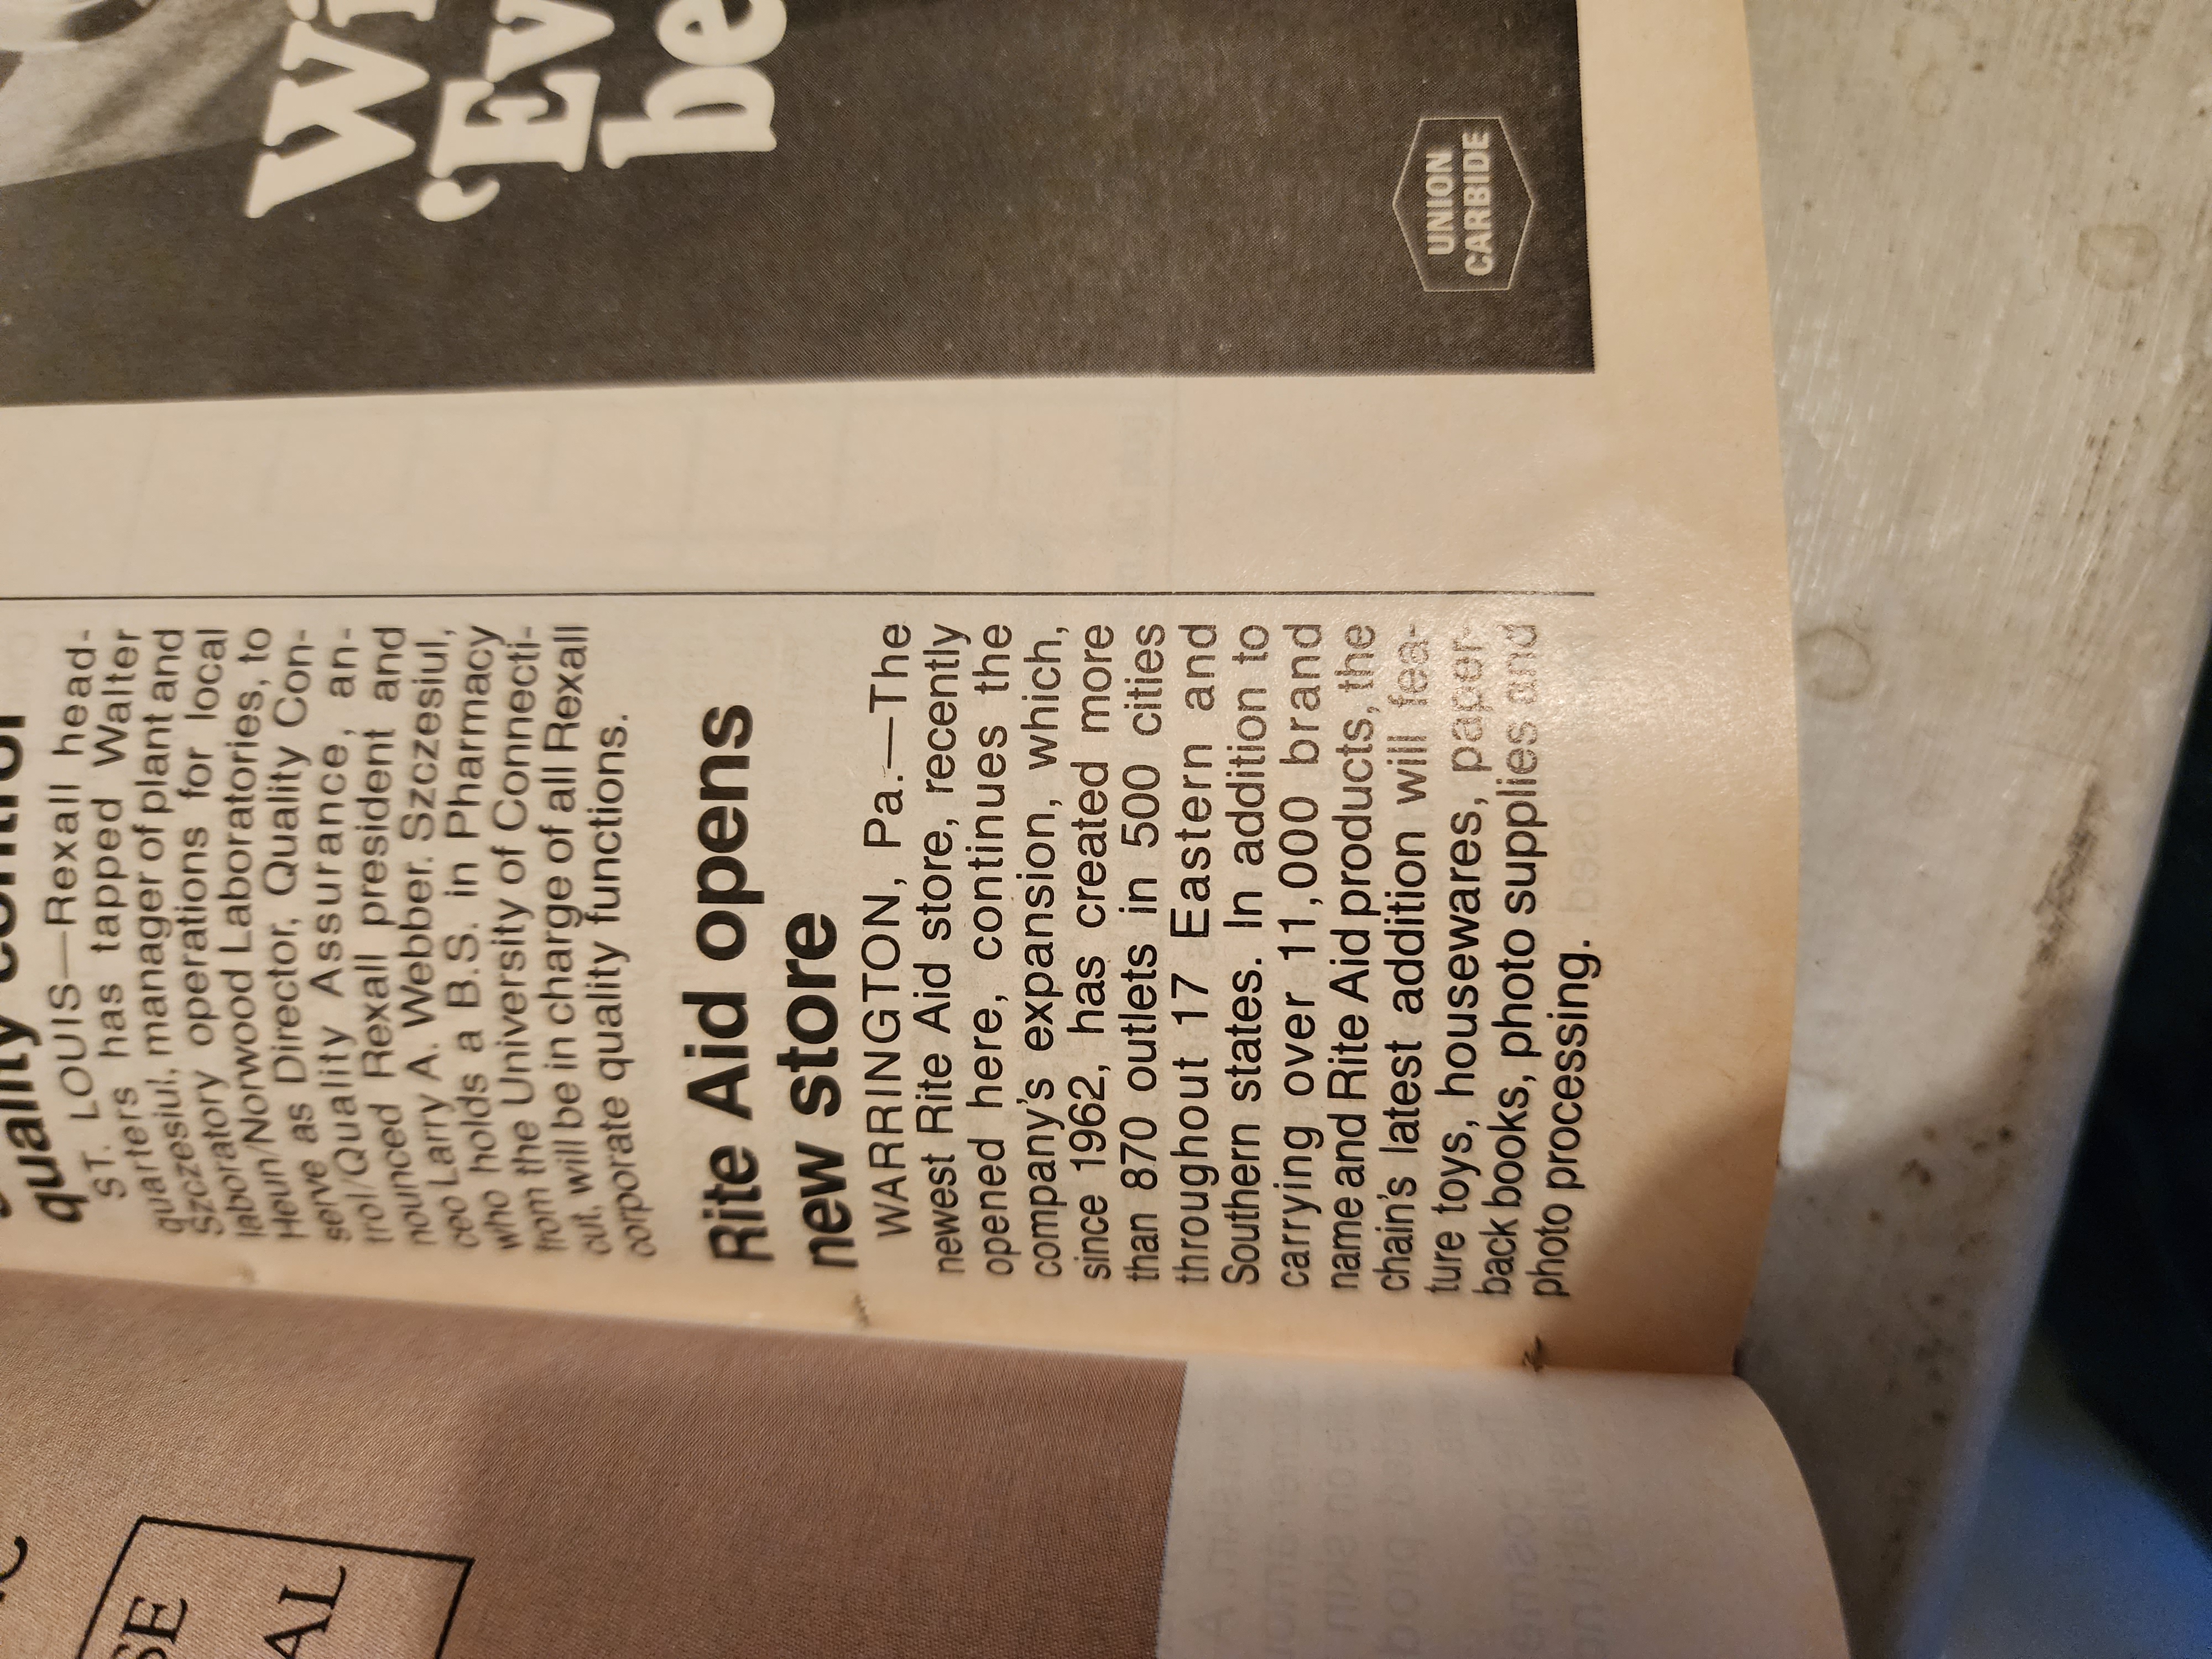 quality control
ST. LOUIS—Rexall head-
quarters has tapped Walter
Szczesiul, manager of plant and
laboratory operations for local
Heun/Norwood Laboratories, to
serve as Director, Quality Con-
trol/Quality Assurance, an-
nounced Rexall president and
ceo Larry A. Webber. Szczesiul,
who holds a B.S. in Pharmacy
from the University of Connecti-
cut, will be in charge of all Rexall
corporate quality functions.
Rite Aid opens
new store
WARRINGTON, Pa.—The
newest Rite Aid store, recently
opened here, continues the
company's expansion, which,
since 1962, has created more
than 870 outlets in 500 cities
throughout 17 Eastern and
Southern states. In addition to
carrying over 11,000 brand
name and Rite Aid products, the
chain's latest addition will fea-
ture toys, housewares, paper-
back books, photo supplies and
photo processing.
Wi
'Ev
be
UNION
CARBIDE
SE
AL